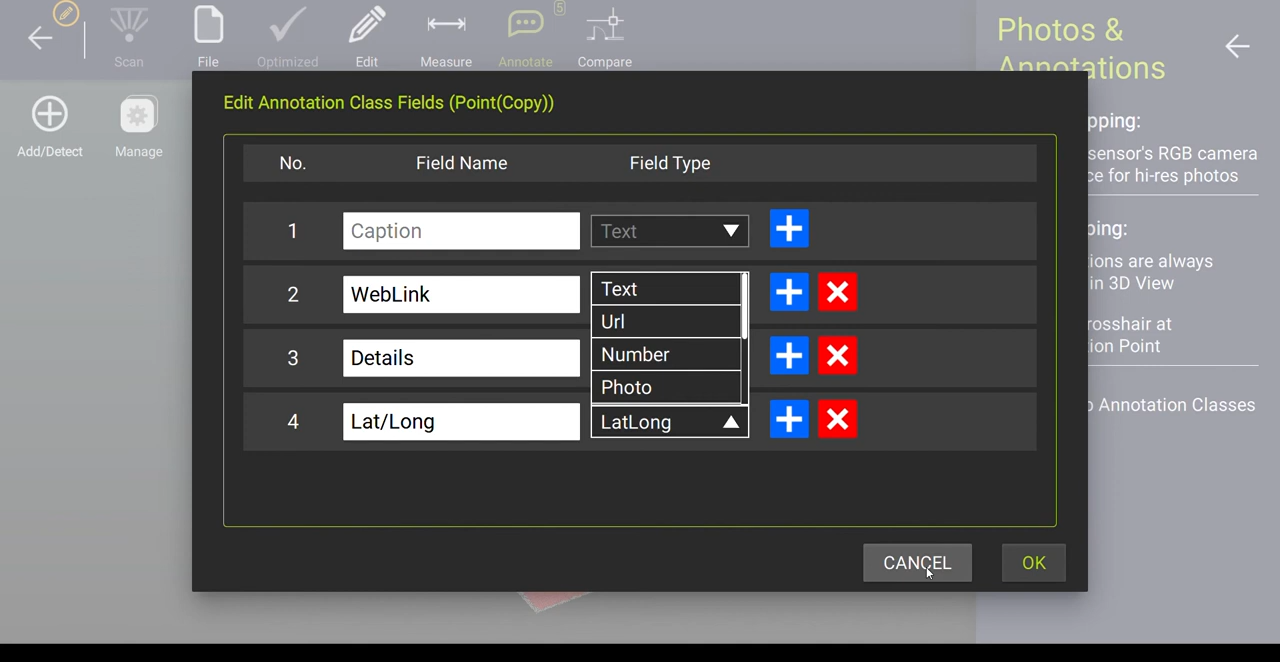 5
Scan File Optimized Edit Measure Annotate Compare
Photos &
Annotations
Add/Detect Manage
Edit Annotation Class Fields (Point(Copy))
No. Field Name Field Type
1 Caption Text
2 WebLink
3 Details
4 Lat/Long LatLong
Text
Url
Number
Photo
CANCEL OK
pping:
sensor's RGB camera
ce for hi-res photos
ping:
ions are always
in 3D View
rosshair at
ion Point
Annotation Classes